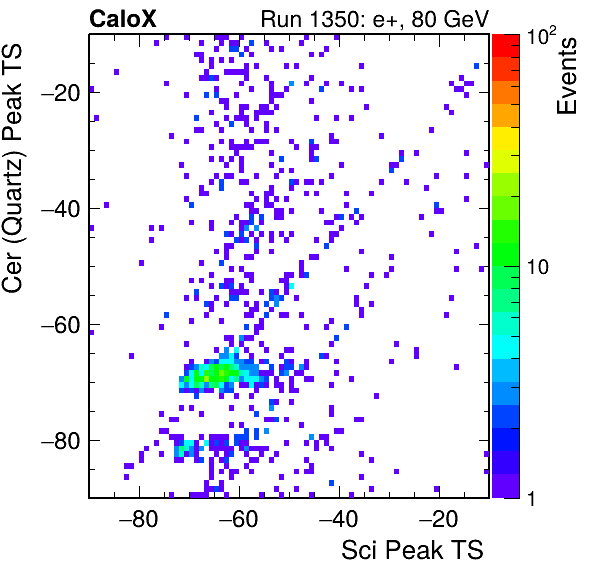 CaloX Run 1350: e+, 80 GeV
Cer (Quartz) Peak TS
−20
−40
−60
−80
−80 −60 −40 −20
Sci Peak TS
10²
10
1
Events